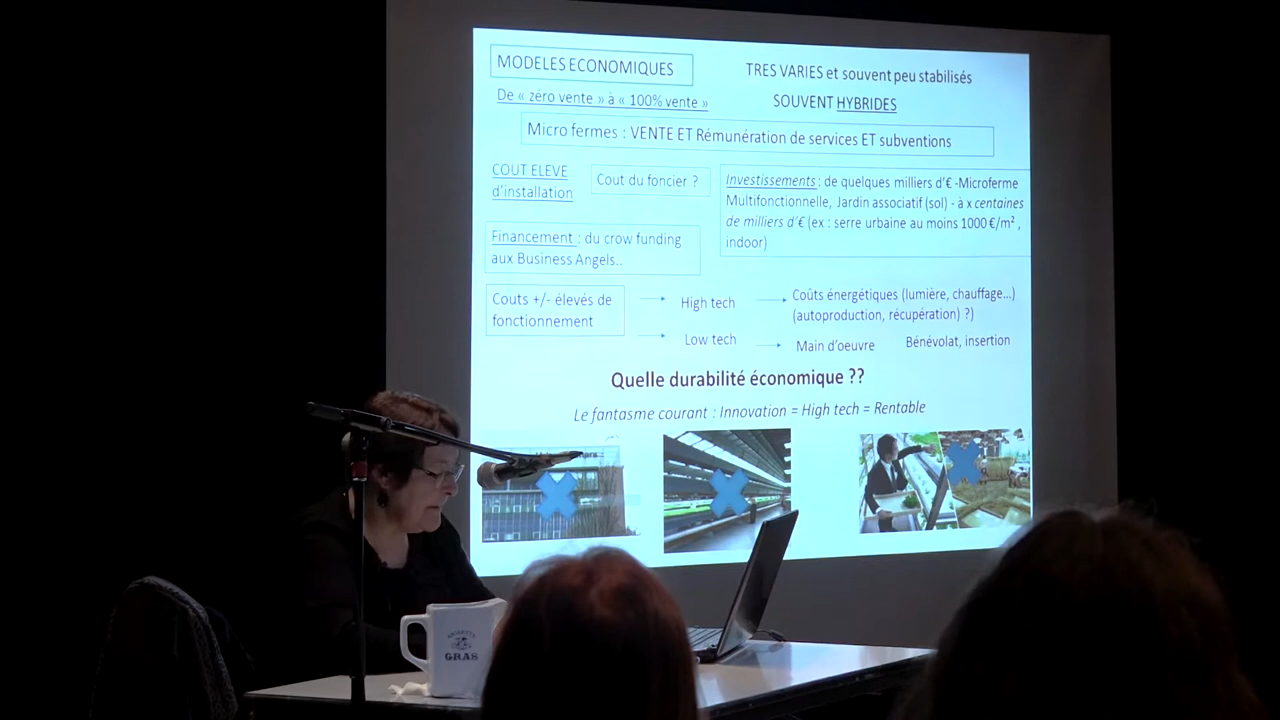 MODELES ECONOMIQUES
TRES VARIES et souvent peu stabilisés
De « zéro vente » à « 100% vente »
SOUVENT HYBRIDES
Micro fermes : VENTE ET Rémunération de services ET subventions
COUT ELEVE
d'installation
Cout du foncier ?
Investissements : de quelques milliers d'€ -Microferme
Multifonctionnelle, Jardin associatif (sol) - à x centaines
de milliers d'€ (ex : serre urbaine au moins 1000 €/m² ,
indoor)
Financement : du crow funding
aux Business Angels..
Couts +/- élevés de
fonctionnement
High tech
Coûts énergétiques (lumière, chauffage...)
(autoproduction, récupération) ?)
Low tech
Main d'oeuvre
Bénévolat, insertion
Quelle durabilité économique ??
Le fantasme courant : Innovation = High tech = Rentable
GRAS